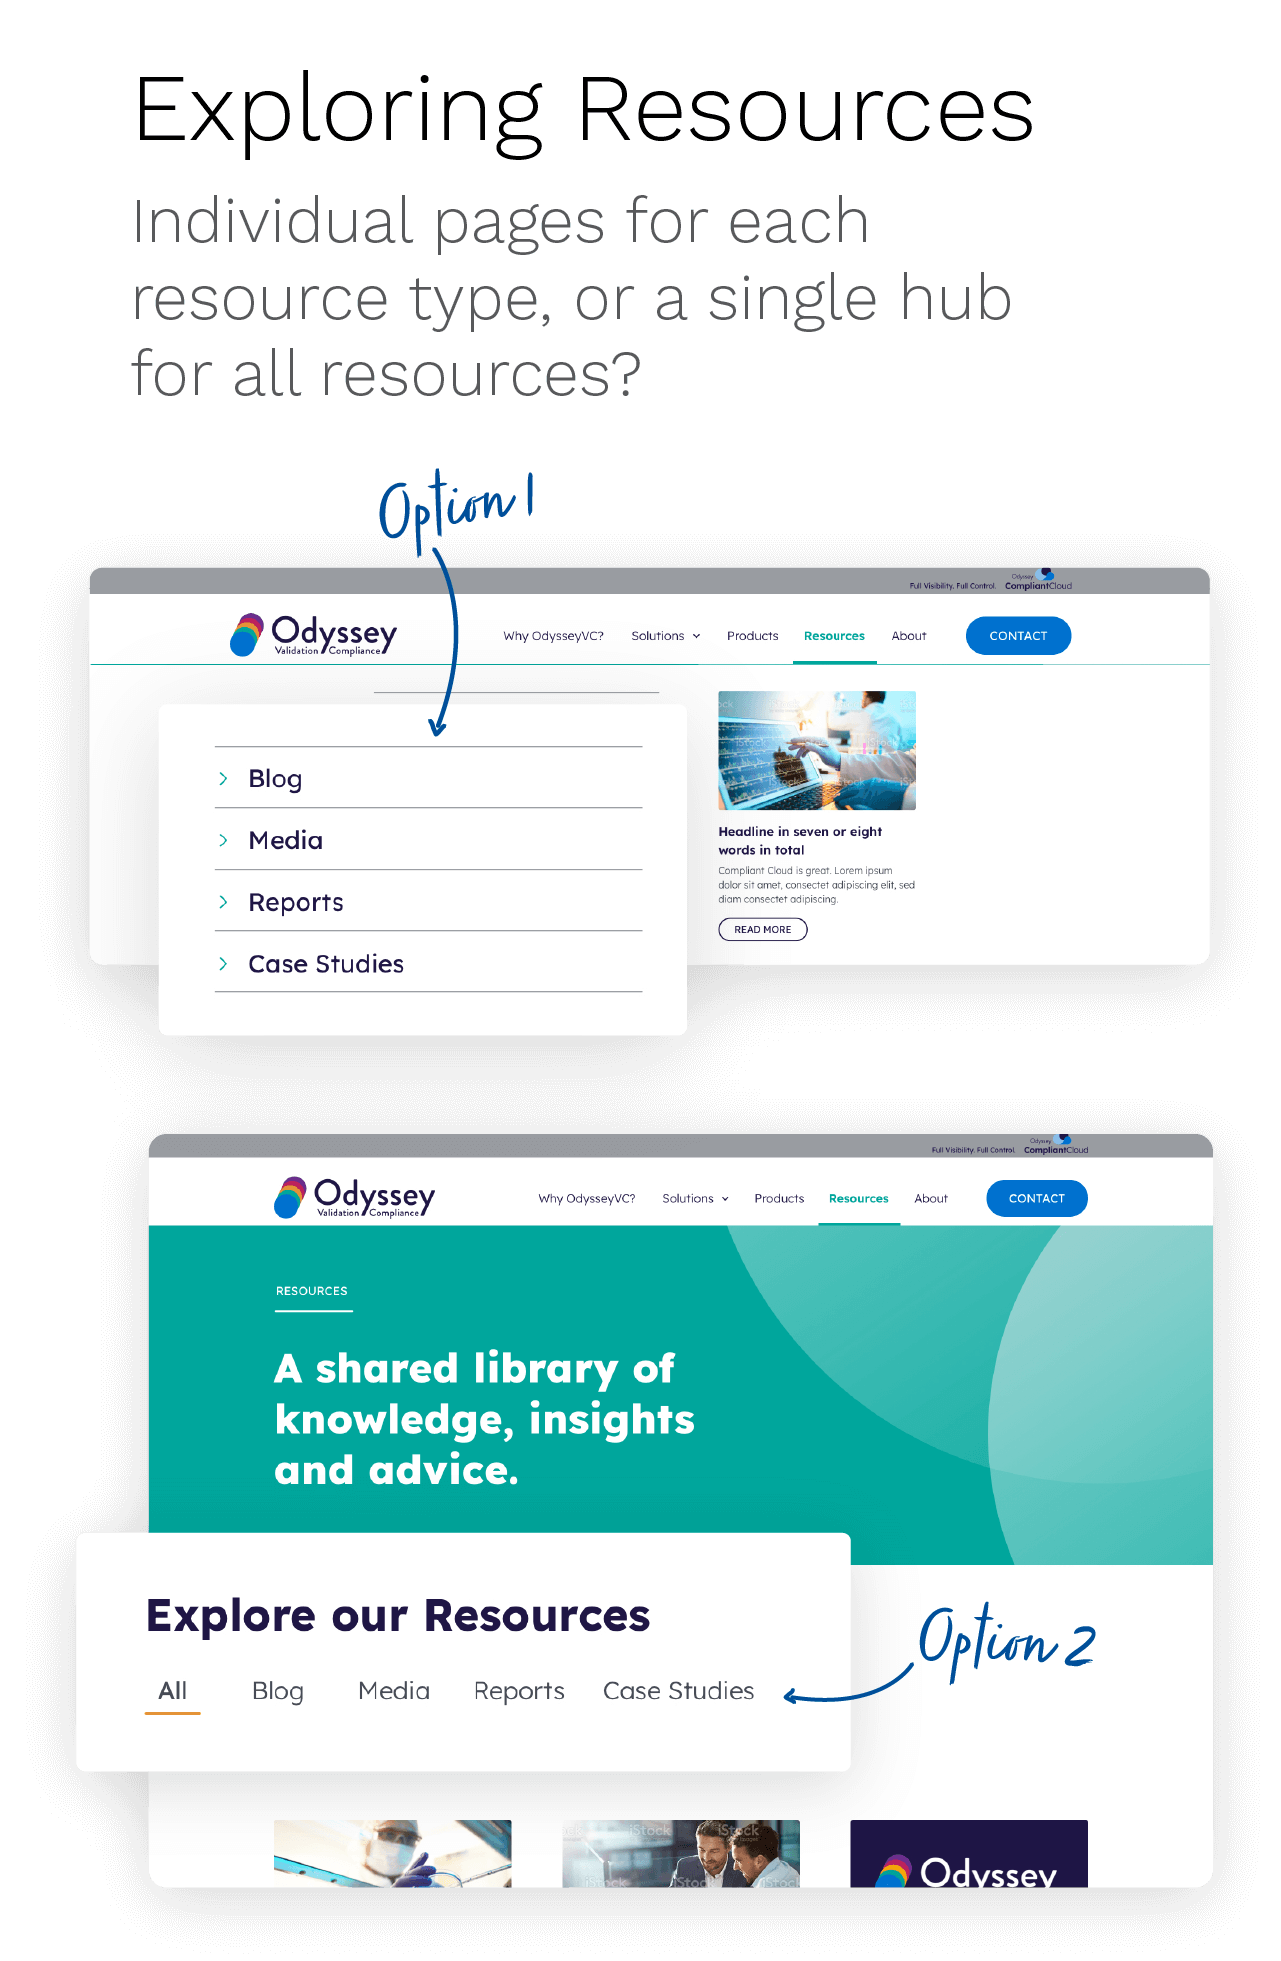 Exploring Resources
Individual pages for each
resource type, or a single hub
for all resources?
Option 1
Odyssey
Full Visibility. Full Control. CompliantCloud
Odyssey
Validation Compliance
Why OdysseyVC? Solutions Products Resources About CONTACT
Blog
Media
Reports
Case Studies
iStock
iStock
iStock
Headline in seven or eight
words in total
Compliant Cloud is great. Lorem ipsum
dolor sit amet, consectet adipiscing elit, sed
diam consectet adipiscing.
READ MORE
Odyssey
Full Visibility. Full Control. CompliantCloud
Odyssey
Validation Compliance
Why OdysseyVC? Solutions Products Resources About CONTACT
RESOURCES
A shared library of
knowledge, insights
and advice.
Explore our Resources
All Blog Media Reports Case Studies
Option 2
iStock
iStock
Odyssey